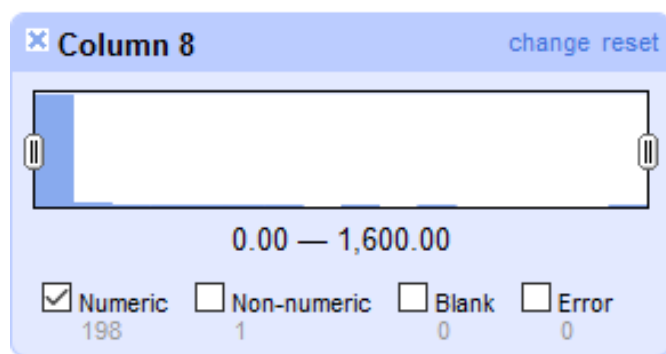 Column 8 change reset
0.00 — 1,600.00
Numeric Non-numeric Blank Error
198 1 0 0